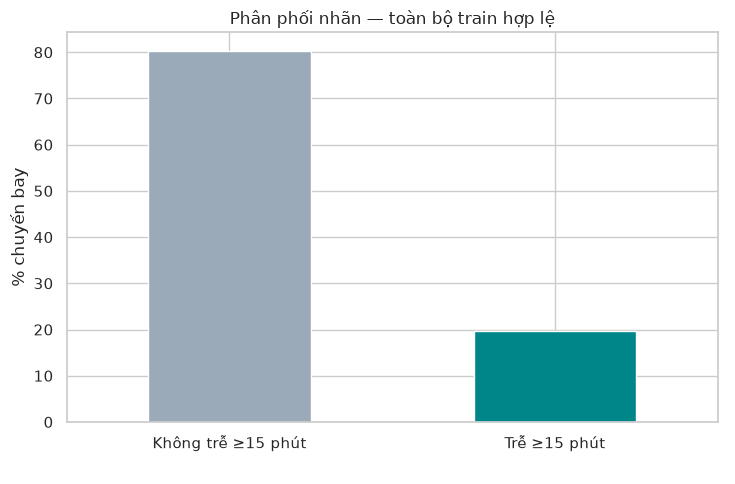 Phân phối nhãn — toàn bộ train hợp lệ
% chuyến bay
80
70
60
50
40
30
20
10
0
Không trễ ≥15 phút
Trễ ≥15 phút